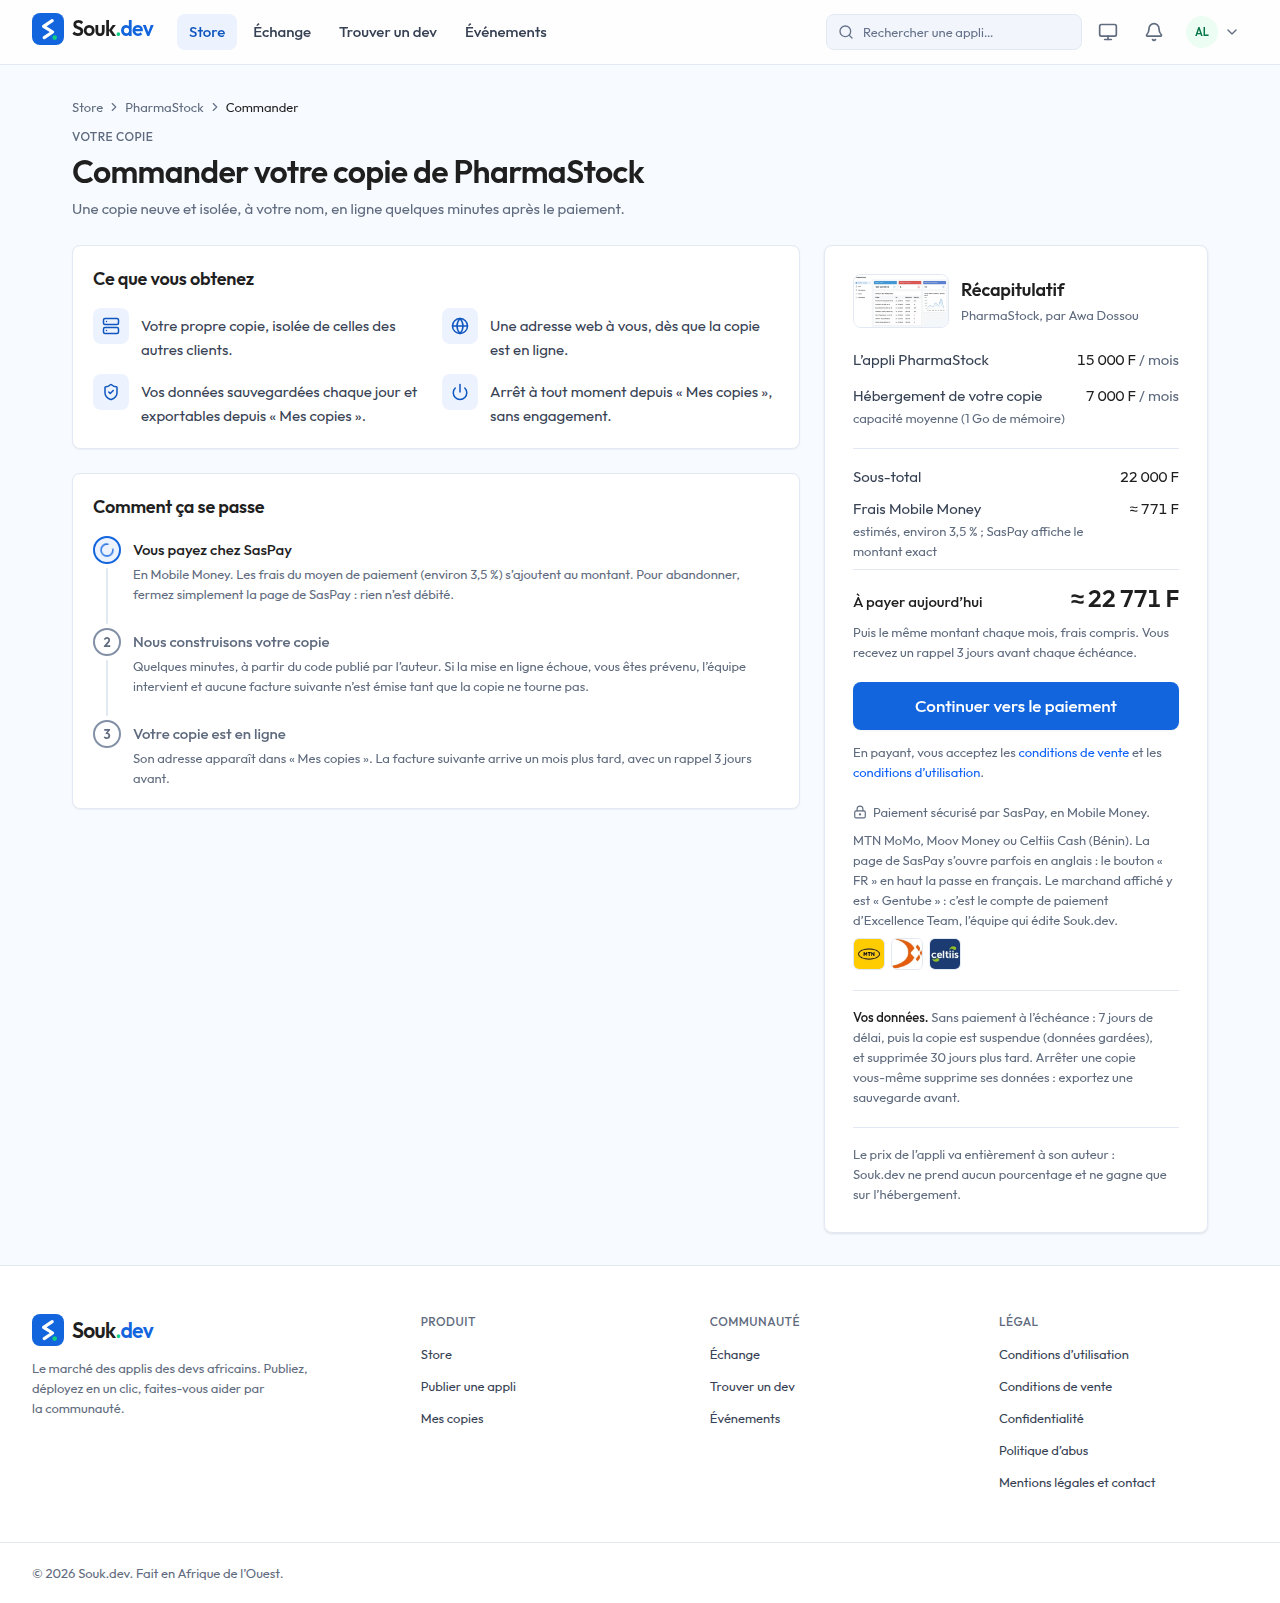 Souk.dev
Store
Échange
Trouver un dev
Événements
Rechercher une appli...
AL
Store > PharmaStock > Commander
VOTRE COPIE
Commander votre copie de PharmaStock
Une copie neuve et isolée, à votre nom, en ligne quelques minutes après le paiement.
Ce que vous obtenez
Votre propre copie, isolée de celles des
autres clients.
Une adresse web à vous, dès que la copie
est en ligne.
Vos données sauvegardées chaque jour et
exportables depuis « Mes copies ».
Arrêt à tout moment depuis « Mes copies »,
sans engagement.
Comment ça se passe
Vous payez chez SasPay
En Mobile Money. Les frais du moyen de paiement (environ 3,5 %) s’ajoutent au montant. Pour abandonner,
fermez simplement la page de SasPay : rien n’est débité.
2 Nous construisons votre copie
Quelques minutes, à partir du code publié par l’auteur. Si la mise en ligne échoue, vous êtes prévenu, l’équipe
intervient et aucune facture suivante n’est émise tant que la copie ne tourne pas.
3 Votre copie est en ligne
Son adresse apparaît dans « Mes copies ». La facture suivante arrive un mois plus tard, avec un rappel 3 jours
avant.
Récapitulatif
PharmaStock, par Awa Dossou
L’appli PharmaStock 15 000 F / mois
Hébergement de votre copie 7 000 F / mois
capacité moyenne (1 Go de mémoire)
Sous-total 22 000 F
Frais Mobile Money ≈ 771 F
estimés, environ 3,5 % ; SasPay affiche le
montant exact
À payer aujourd’hui ≈ 22 771 F
Puis le même montant chaque mois, frais compris. Vous
recevez un rappel 3 jours avant chaque échéance.
Continuer vers le paiement
En payant, vous acceptez les conditions de vente et les
conditions d’utilisation.
Paiement sécurisé par SasPay, en Mobile Money.
MTN MoMo, Moov Money ou Celtiis Cash (Bénin). La
page de SasPay s’ouvre parfois en anglais : le bouton «
FR » en haut la passe en français. Le marchand affiché y
est « Gentube » : c’est le compte de paiement
d’Excellence Team, l’équipe qui édite Souk.dev.
MTN
celtiis
Vos données. Sans paiement à l’échéance : 7 jours de
délai, puis la copie est suspendue (données gardées),
et supprimée 30 jours plus tard. Arrêter une copie
vous-même supprime ses données : exportez une
sauvegarde avant.
Le prix de l’appli va entièrement à son auteur :
Souk.dev ne prend aucun pourcentage et ne gagne que
sur l’hébergement.
Souk.dev
Le marché des applis des devs africains. Publiez,
déployez en un clic, faites-vous aider par
la communauté.
PRODUIT
Store
Publier une appli
Mes copies
COMMUNAUTÉ
Échange
Trouver un dev
Événements
LÉGAL
Conditions d’utilisation
Conditions de vente
Confidentialité
Politique d’abus
Mentions légales et contact
© 2026 Souk.dev. Fait en Afrique de l’Ouest.